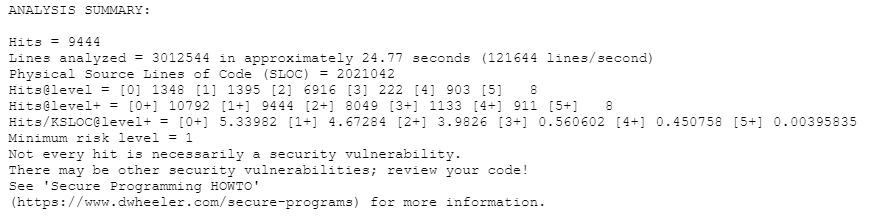 ANALYSIS SUMMARY:
Hits = 9444
Lines analyzed = 3012544 in approximately 24.77 seconds (121644 lines/second)
Physical Source Lines of Code (SLOC) = 2021042
Hits@level = [0] 1348 [1] 1395 [2] 6916 [3] 222 [4] 903 [5] 8
Hits@level+ = [0+] 10792 [1+] 9444 [2+] 8049 [3+] 1133 [4+] 911 [5+] 8
Hits/KSLOC@level+ = [0+] 5.33982 [1+] 4.67284 [2+] 3.9826 [3+] 0.560602 [4+] 0.450758 [5+] 0.00395835
Minimum risk level = 1
Not every hit is necessarily a security vulnerability.
There may be other security vulnerabilities; review your code!
See 'Secure Programming HOWTO'
(https://www.dwheeler.com/secure-programs) for more information.